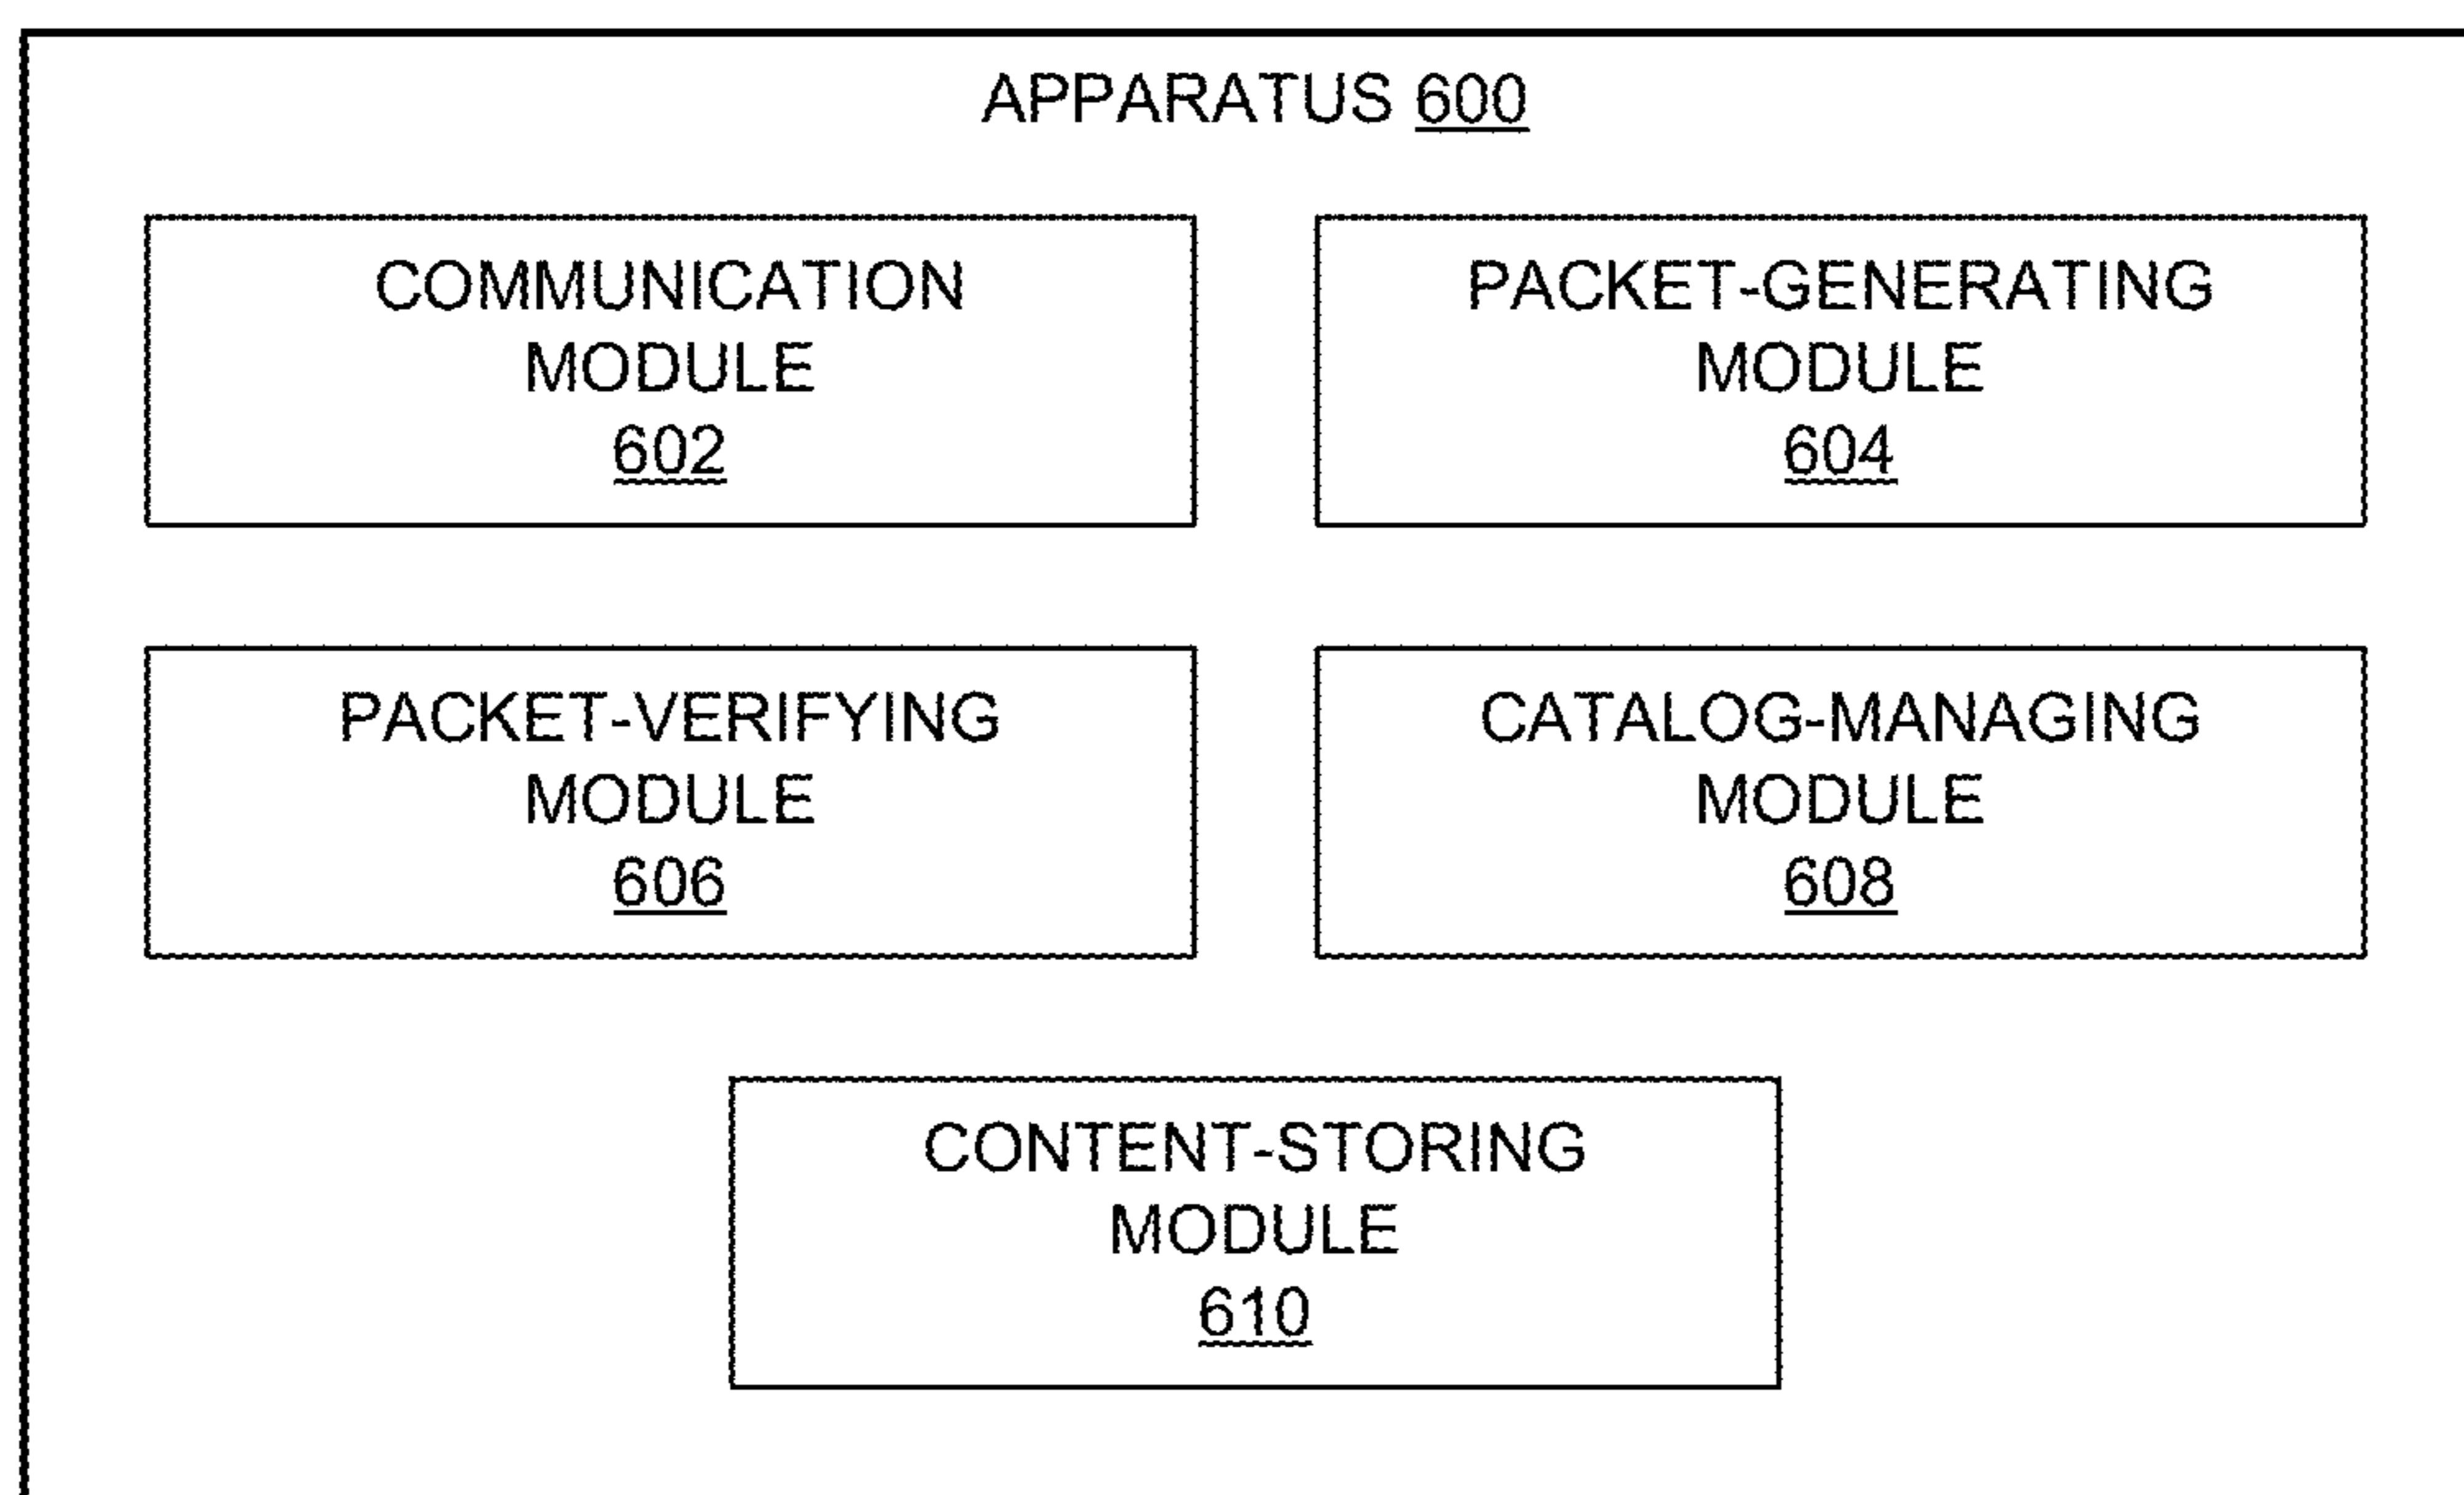 APPARATUS 600
COMMUNICATION
MODULE
602
PACKET-GENERATING
MODULE
604
PACKET-VERIFYING
MODULE
606
CATALOG-MANAGING
MODULE
608
CONTENT-STORING
MODULE
610